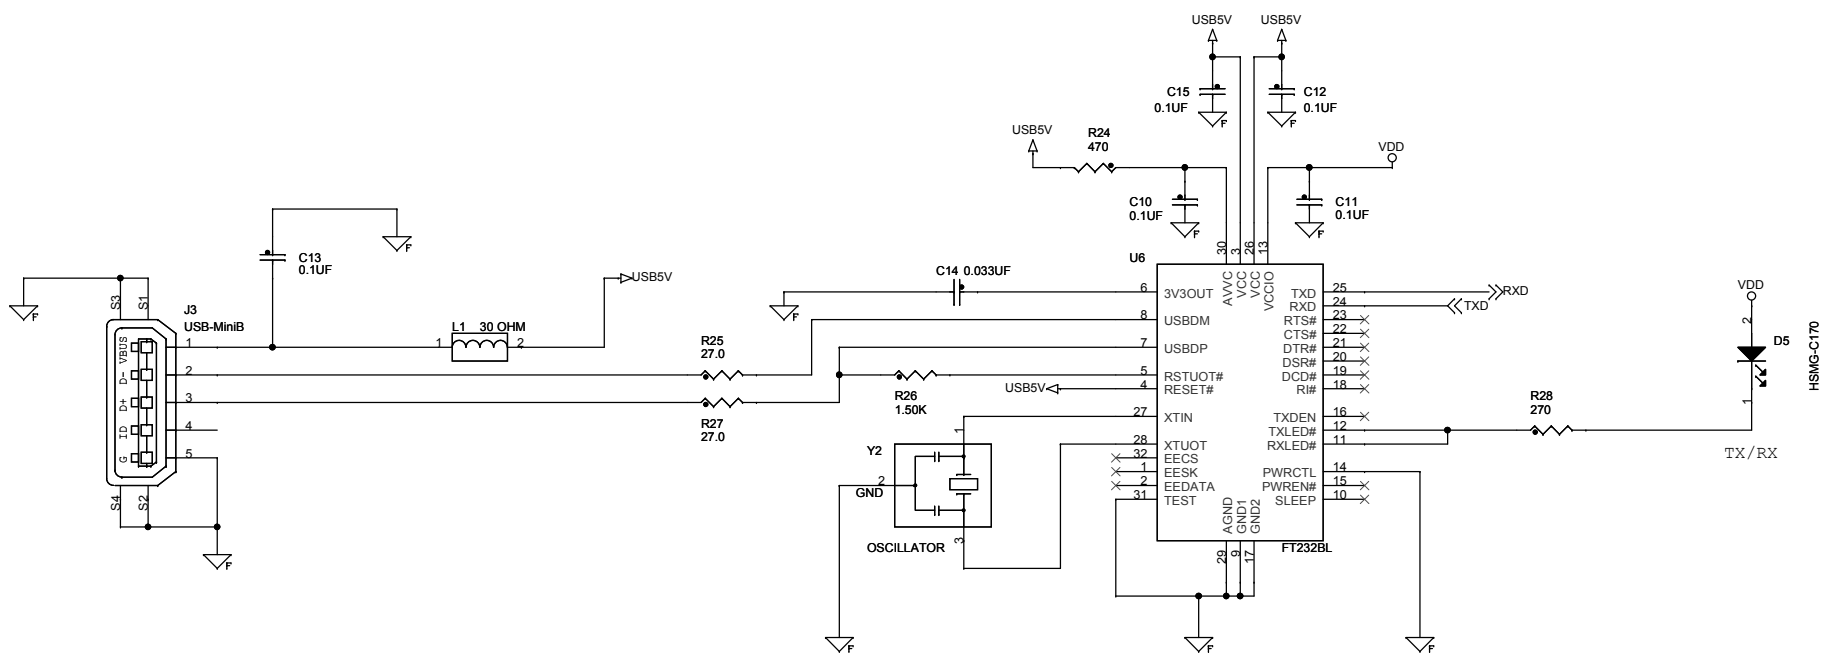 USB5V
USB5V
C15
0.1UF
C12
0.1UF
F
F
USB5V
R24
470
VDD
C10
0.1UF
C11
0.1UF
F
F
F
C13
0.1UF
USB5V
F
S3
S1
J3
USB-MiniB
VBUS
D-
D+
ID
G
1
2
3
4
5
S4
S2
F
L1 30 OHM
1
2
R25
27.0
R27
27.0
C14 0.033UF
F
R26
1.50K
USB5V
Y2
1
2
GND
3
OSCILLATOR
F
U6
30
3
26
13
AVVC
VCC
VCC
VCCIO
6 3V3OUT
8 USBDM
7 USBDP
5 RSTUOT#
4 RESET#
27 XTIN
28 XTUOT
32 EECS
1 EESK
2 EEDATA
31 TEST
TXD 25
RXD 24
RTS# 23
CTS# 22
DTR# 21
DSR# 20
DCD# 19
RI# 18
TXDEN 16
TXLED# 12
RXLED# 11
PWRCTL 14
PWREN# 15
SLEEP 10
AGND
GND1
GND2
29
9
17
FT232BL
F
F
RXD
TXD
R28
270
VDD
2
D5
1
HSMG-C170
TX/RX